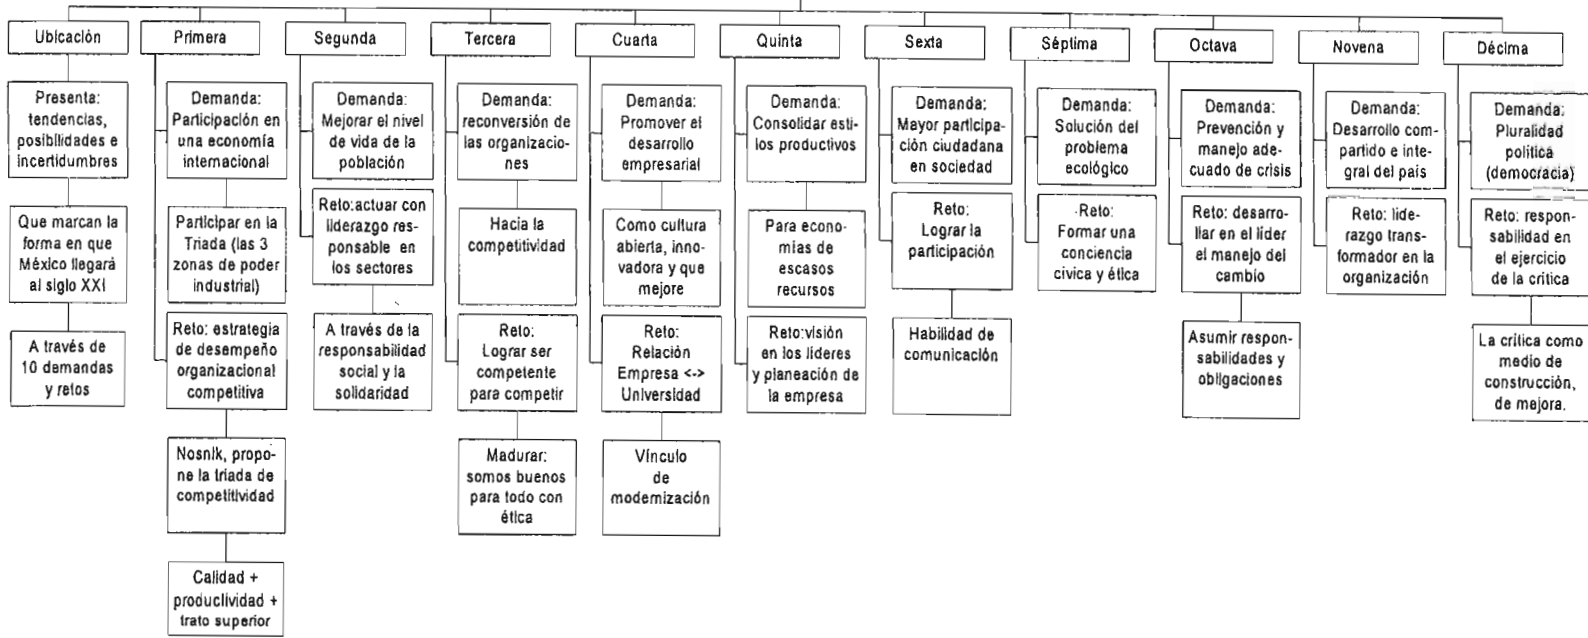 Ubicación
Presenta:
tendencias,
posibilidades e
incertidumbres
Que marcan la
forma en que
México llegará
al siglo XXI
A través de
10 demandas
y retos
Primera
Demanda:
Participación en
una economía
internacional
Participar en la
Triada (las 3
zonas de poder
industrial)
Reto: estrategia
de desempeño
organizacional
competitiva
Nosnik, propo-
ne la triada de
competitividad
Calidad +
productividad +
trato superior
Segunda
Demanda:
Mejorar el nivel
de vida de la
población
Reto:actuar con
liderazgo res-
ponsable en
los sectores
A través de la
responsabilidad
social y la
solidaridad
Tercera
Demanda:
reconversión de
las organizacio-
nes
Hacia la
competitividad
Reto:
Lograr ser
competente
para competir
Madurar:
somos buenos
para todo con
ética
Cuarta
Demanda:
Promover el
desarrollo
empresarial
Como cultura
abierta, inno-
vadora y que
mejore
Reto:
Relación
Empresa <->
Universidad
Vínculo
de
modernización
Quinta
Demanda:
Consolidar esti-
los productivos
Para econo-
mías de
escasos
recursos
Reto:visión
en los líderes
y planeación de
la empresa
Sexta
Demanda:
Mayor participa-
ción ciudadana
en sociedad
Reto:
Lograr la
participación
Habilidad de
comunicación
Séptima
Demanda:
Solución del
problema
ecológico
Reto:
Formar una
conciencia
cívica y ética
Octava
Demanda:
Prevención y
manejo ade-
cuado de crisis
Reto: desarro-
llar en el líder
el manejo del
cambio
Asumir respon-
sabilidades y
obligaciones
Novena
Demanda:
Desarrollo com-
partido e inte-
gral del país
Reto: lide-
razgo trans-
formador en la
organización
Décima
Demanda:
Pluralidad
política
(democracia)
Reto: respon-
sabilidad en
el ejercicio
de la crítica
La crítica como
medio de
construcción,
de mejora.